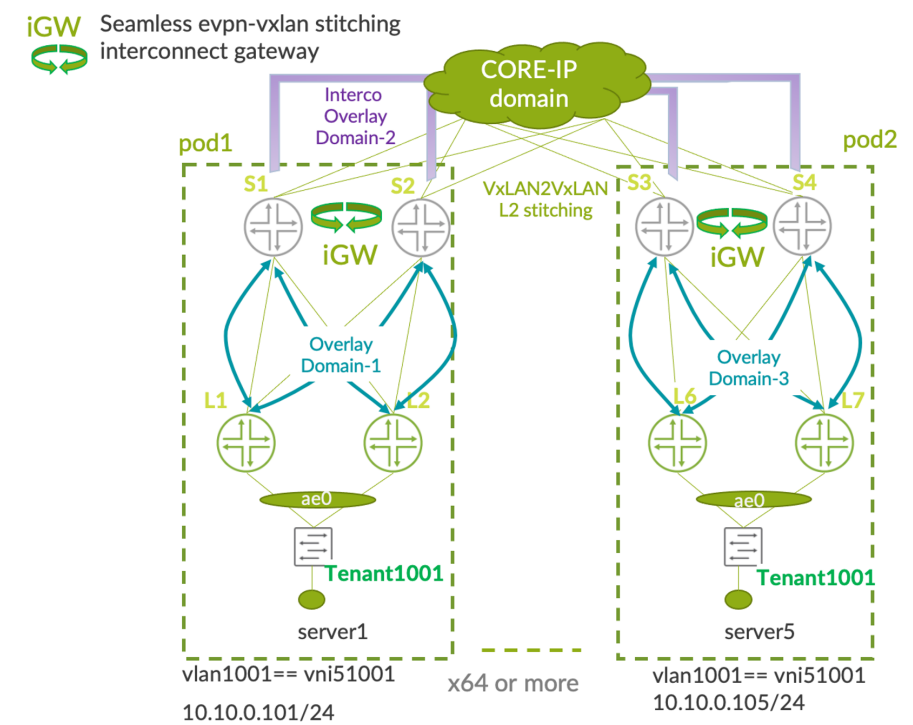 iGW
Seamless evpn-vxlan stitching
interconnect gateway
CORE-IP
domain
Interco
Overlay
Domain-2
pod1
pod2
S1
S2
VxLAN2VxLAN
L2 stitching
S3
S4
iGW
iGW
Overlay
Domain-1
Overlay
Domain-3
L1
L2
L6
L7
ae0
ae0
Tenant1001
Tenant1001
server1
server5
vlan1001== vni51001
10.10.0.101/24
x64 or more
vlan1001== vni51001
10.10.0.105/24